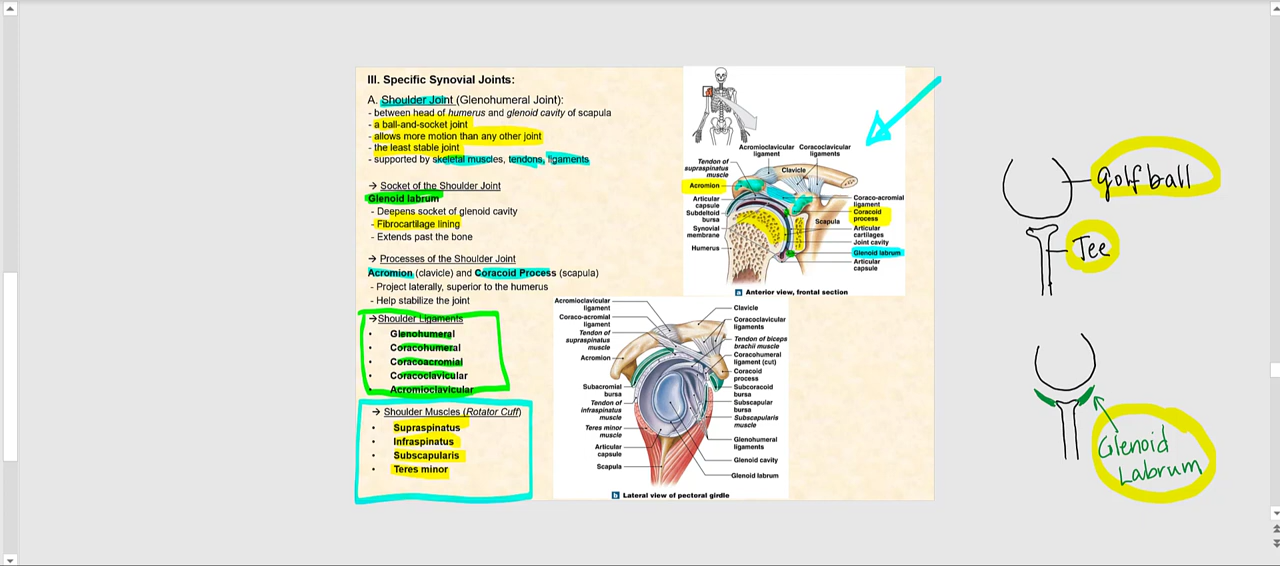 III. Specific Synovial Joints:
A. Shoulder Joint (Glenohumeral Joint):
- between head of humerus and glenoid cavity of scapula
- a ball-and-socket joint
- allows more motion than any other joint
- the least stable joint
- supported by skeletal muscles, tendons, ligaments
→ Socket of the Shoulder Joint
Glenoid labrum
- Deepens socket of glenoid cavity
- Fibrocartilage lining
- Extends past the bone
→ Processes of the Shoulder Joint
Acromion (clavicle) and Coracoid Process (scapula)
- Project laterally, superior to the humerus
- Help stabilize the joint
→Shoulder Ligaments
• Glenohumeral
• Coracohumeral
• Coracoacromial
• Coracoclavicular
• Acromioclavicular
→ Shoulder Muscles (Rotator Cuff)
• Supraspinatus
• Infraspinatus
• Subscapularis
• Teres minor
Acromioclavicular
ligament
Coracoclavicular
ligaments
Tendon of
supraspinatus
muscle
Clavicle
Acromion
Articular
capsule
Subdeltoid
bursa
Synovial
membrane
Humerus
Scapula
Coraco-acromial
ligament
Coracoid
process
Articular
cartilages
Joint cavity
Glenoid labrum
Articular
capsule
a Anterior view, frontal section
Acromioclavicular
ligament
Coraco-acromial
ligament
Tendon of
supraspinatus
muscle
Acromion
Subacromial
bursa
Tendon of
infraspinatus
muscle
Teres minor
muscle
Articular
capsule
Scapula
Clavicle
Coracoclavicular
ligaments
Tendon of biceps
brachii muscle
Coracohumeral
ligament (cut)
Coracoid
process
Subcoracoid
bursa
Subscapular
bursa
Subscapularis
muscle
Glenohumeral
ligaments
Glenoid cavity
Glenoid labrum
b Lateral view of pectoral girdle
golf ball
Tee
Glenoid
Labrum